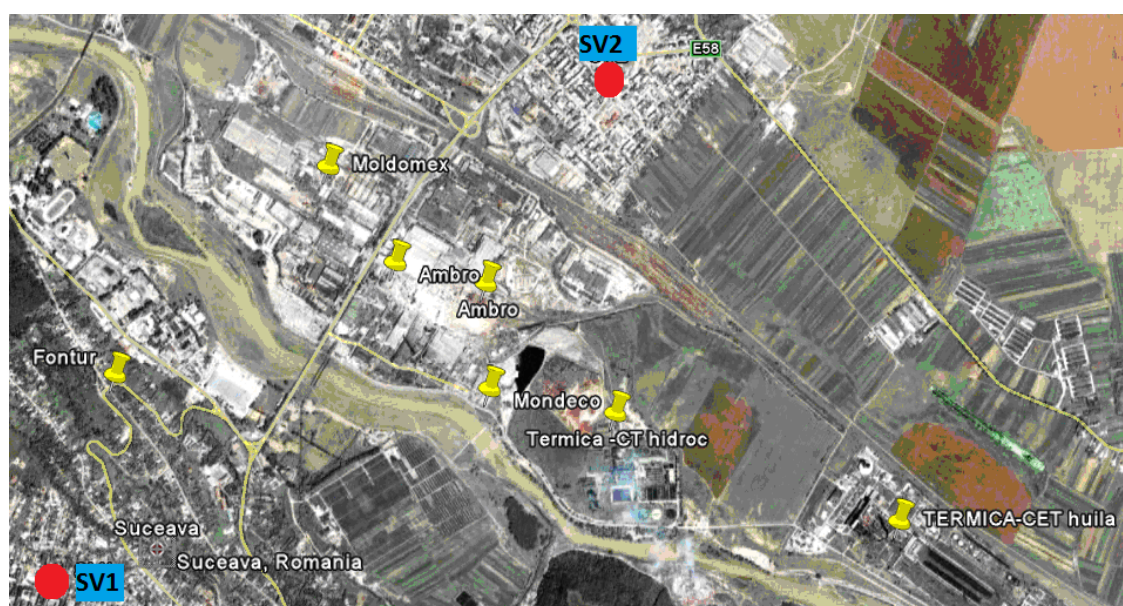 SV2
E58
Moldomex
Ambro
Ambro
Fontur
Mondeco
Termica -CT hidroc
TERMICA-CET huila
Suceava
Suceava, Romania
SV1